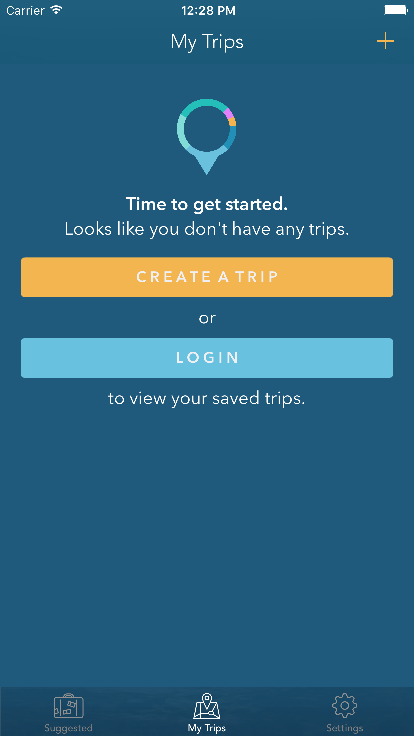 Carrier 12:28 PM
My Trips
Time to get started.
Looks like you don't have any trips.
CREATE A TRIP
or
LOGIN
to view your saved trips.
Suggested My Trips Settings